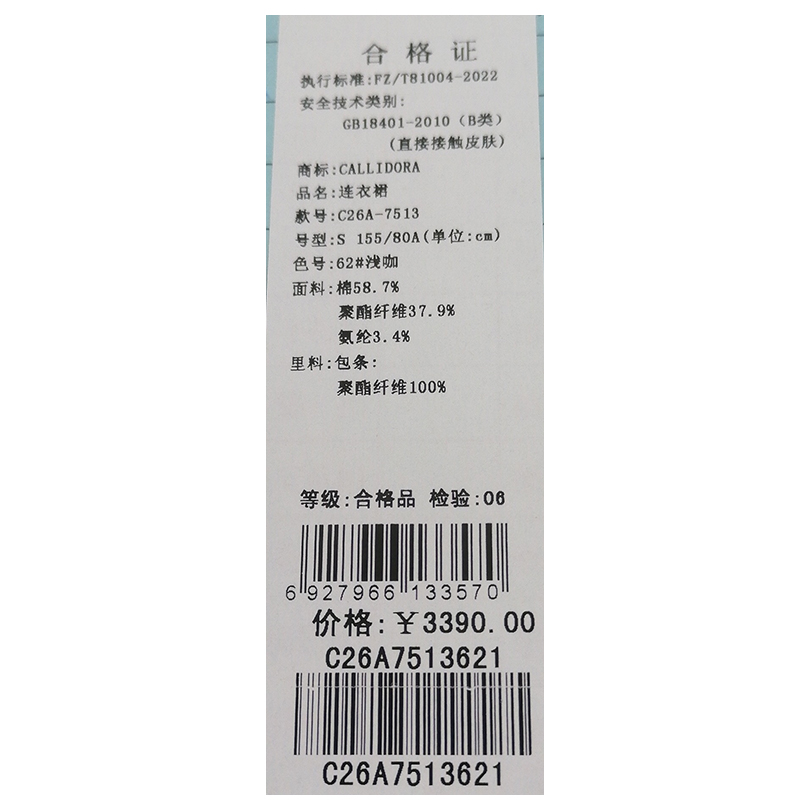 合格证
执行标准:FZ/T81004-2022
安全技术类别:
GB18401-2010（B类）
(直接接触皮肤)
商标:CALLIDORA
品名:连衣裙
款号:C26A-7513
号型:S 155/80A(单位:cm)
色号:62#浅咖
面料:棉58.7%
聚酯纤维37.9%
氨纶3.4%
里料:包条:
聚酯纤维100%
等级:合格品 检验:06
6 927966 133570
价格:￥3390.00
C26A7513621
C26A7513621